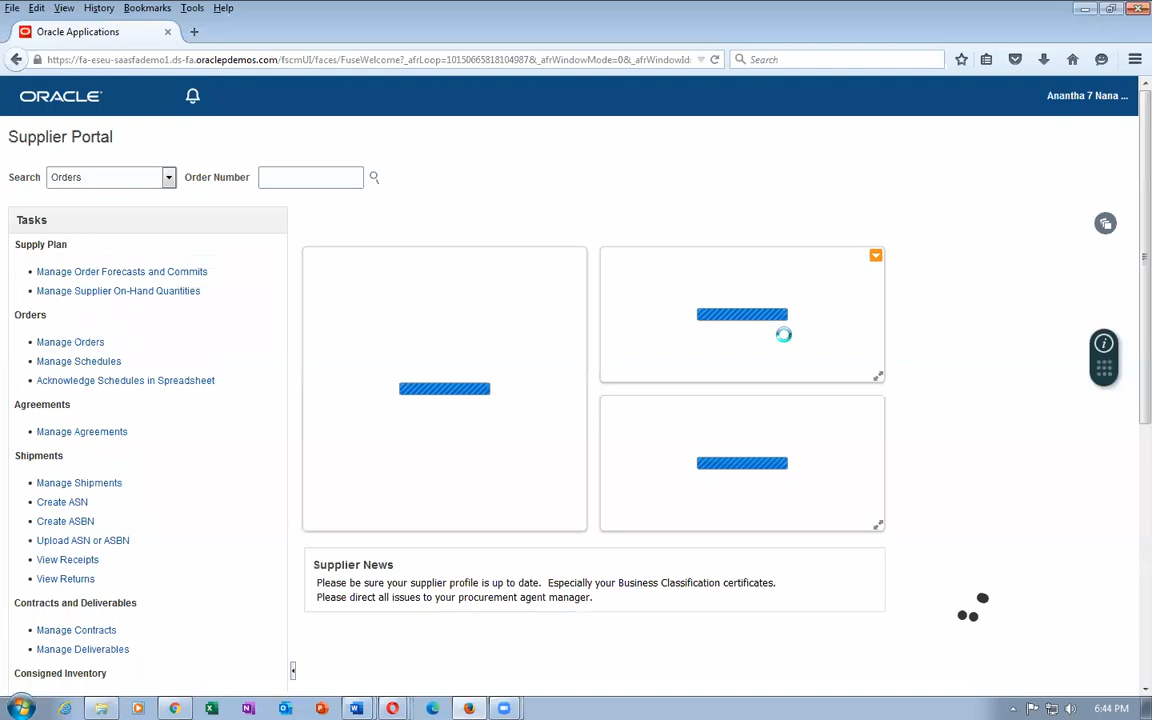 File Edit View History Bookmarks Tools Help
Oracle Applications
https://fa-eseu-saasfademo1.ds-fa.oraclepdemos.com/fscmUI/faces/FuseWelcome?_afrLoop=10150665818104987&_afrWindowMode=0&_afrWindowId
Search
ORACLE
Anantha 7 Nana ...
Supplier Portal
Search Orders Order Number
Tasks
Supply Plan
Manage Order Forecasts and Commits
Manage Supplier On-Hand Quantities
Orders
Manage Orders
Manage Schedules
Acknowledge Schedules in Spreadsheet
Agreements
Manage Agreements
Shipments
Manage Shipments
Create ASN
Create ASBN
Upload ASN or ASBN
View Receipts
View Returns
Contracts and Deliverables
Manage Contracts
Manage Deliverables
Consigned Inventory
Supplier News
Please be sure your supplier profile is up to date. Especially your Business Classification certificates.
Please direct all issues to your procurement agent manager.
6:44 PM